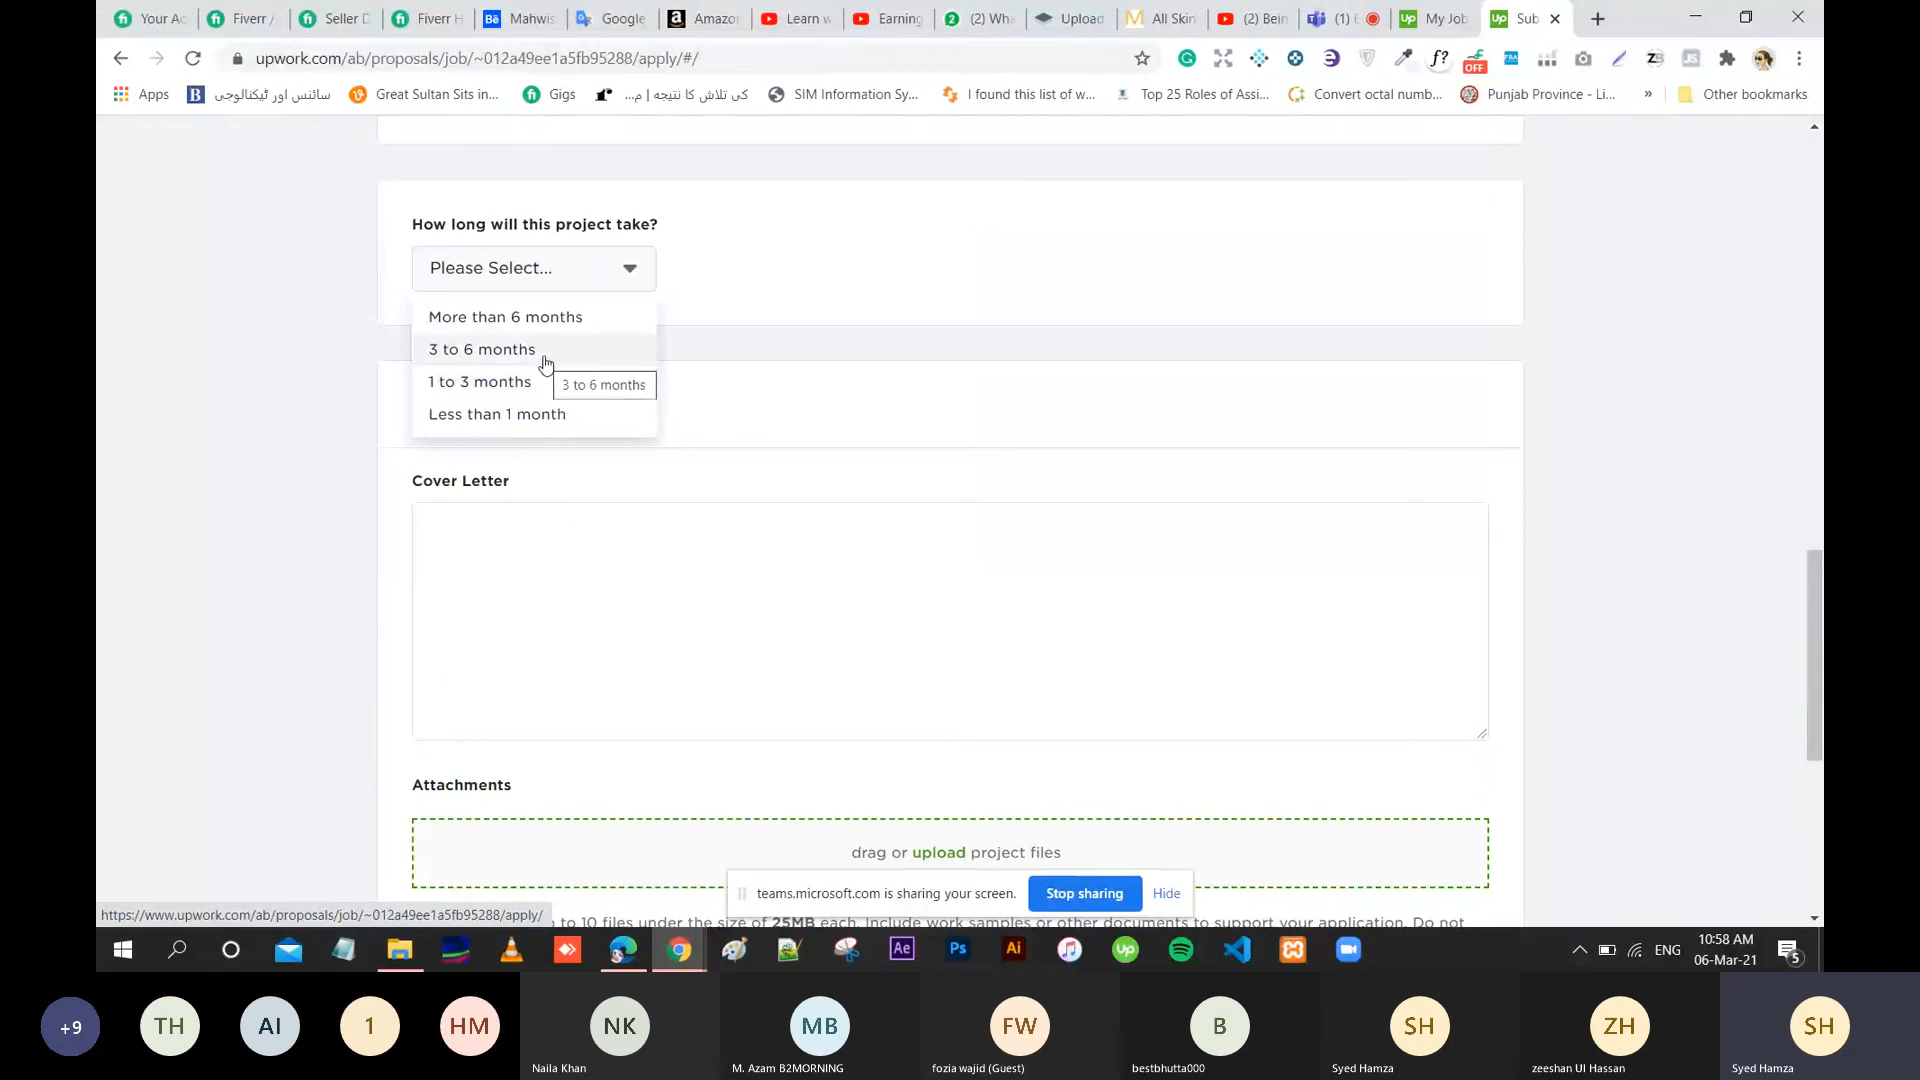 Your Ac
Fiverr /
Seller D
Fiverr H
Mahwis
Google
Amazo
Learn w
Earning
(2) Wha
Upload
All Skin
(2) Bein
(1)
My Job
Sub
upwork.com/ab/proposals/job/~012a49ee1a5fb95288/apply/#/
OFF
Apps
سائنس اور ٹیکنالوجی
Great Sultan Sits in...
Gigs
کی تلاش کا نتیجہ | م...
SIM Information Sy...
I found this list of w...
Top 25 Roles of Assi...
Convert octal numb...
Punjab Province - Li...
»
Other bookmarks
How long will this project take?
Please Select...
More than 6 months
3 to 6 months
1 to 3 months
3 to 6 months
Less than 1 month
Cover Letter
Attachments
drag or upload project files
teams.microsoft.com is sharing your screen.
Stop sharing
Hide
https://www.upwork.com/ab/proposals/job/~012a49ee1a5fb95288/apply/
to 10 files under the size of 25MB each. Include work samples or other documents to support your application. Do not
ENG
10:58 AM
06-Mar-21
5
+9
TH
AI
1
HM
NK
MB
FW
B
SH
ZH
SH
Naila Khan
M. Azam B2MORNING
fozia wajid (Guest)
bestbhutta000
Syed Hamza
zeeshan Ul Hassan
Syed Hamza